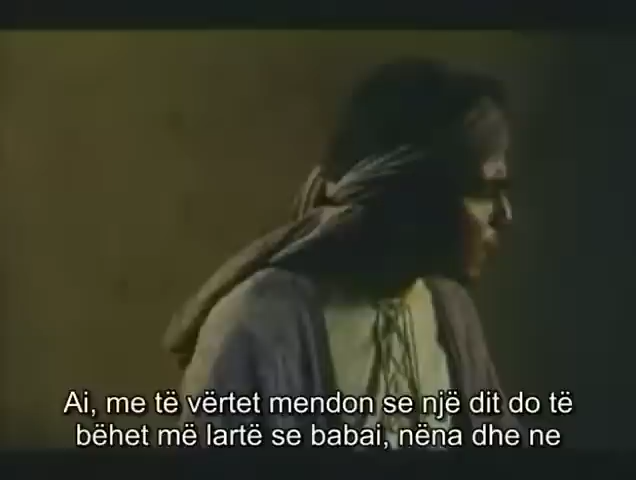 Ai, me të vërtet mendon se një dit do të
bëhet më lartë se babai, nëna dhe ne